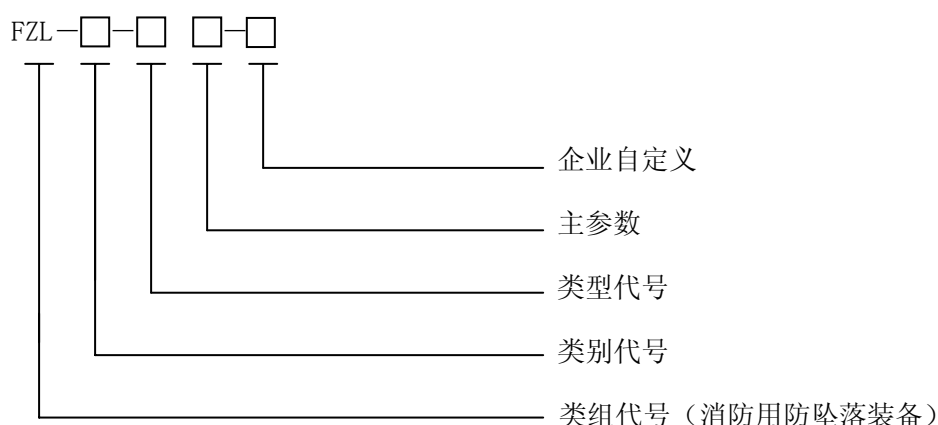 FZL—□—□ □—□
企业自定义
主参数
类型代号
类别代号
类组代号（消防用防坠落装备）